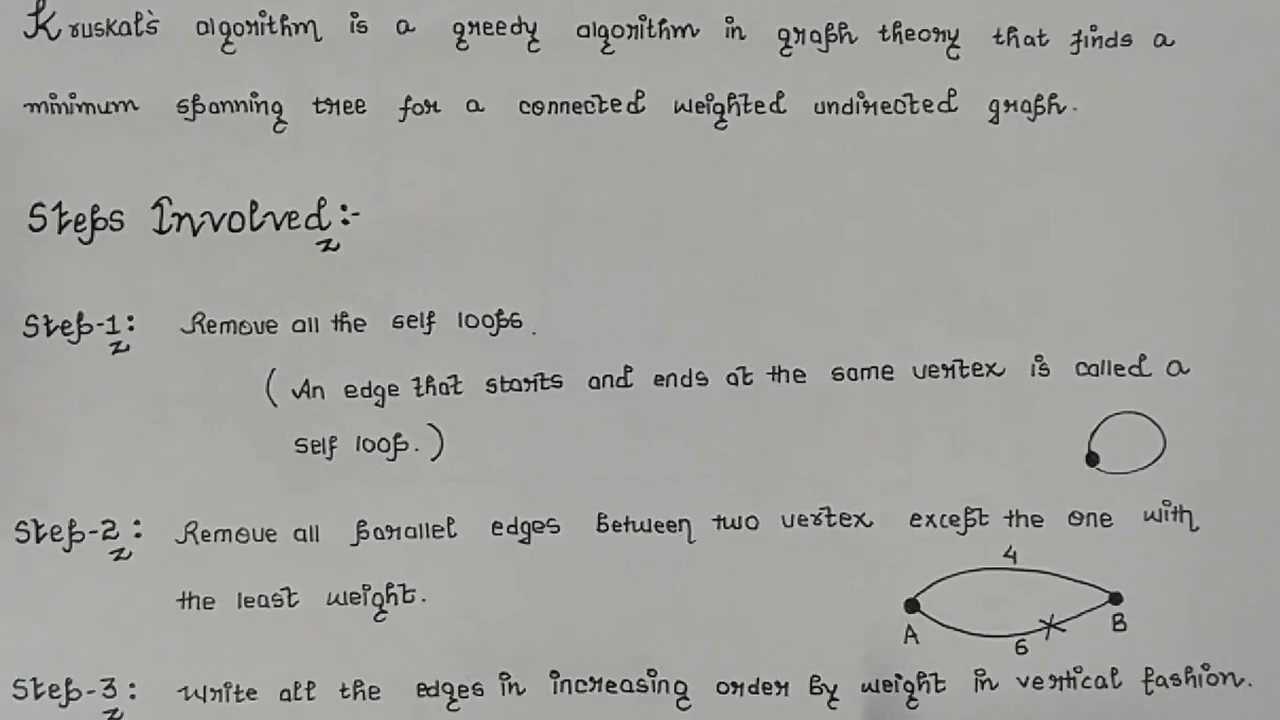 Kruskal's algorithm is a greedy algorithm in graph theory that finds a
minimum spanning tree for a connected weighted undirected graph.
Steps Involved:-
Step-1: Remove all the self loops.
(An edge that starts and ends at the same vertex is called a
self loop.)
Step-2: Remove all parallel edges between two vertex except the one with
4
the least weight.
A
B
6
Step-3: Write all the edges in increasing order by weight in vertical fashion.